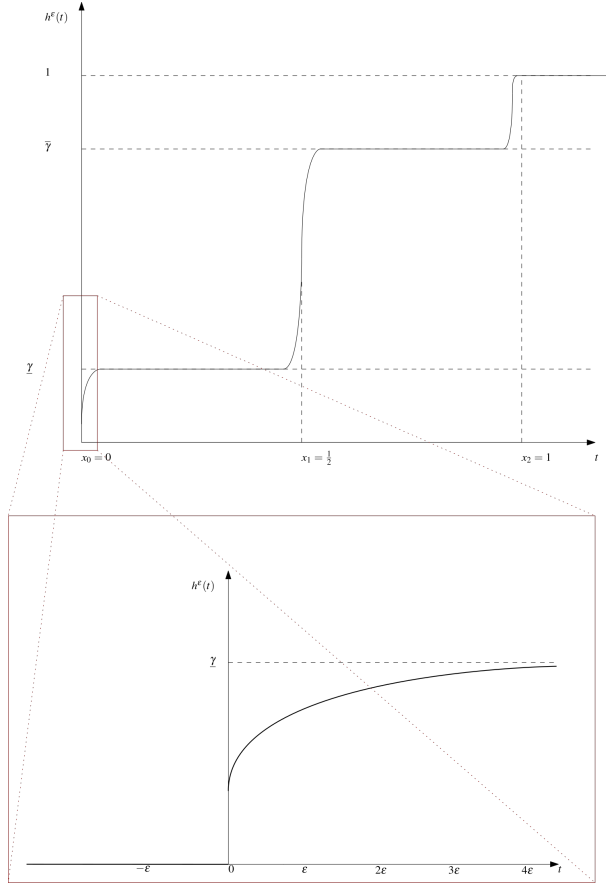 h^ε(t)
1
γ̅
γ̲
x₀ = 0
x₁ = 1/2
x₂ = 1
t
h^ε(t)
γ̲
−ε
0
ε
2ε
3ε
4ε
t